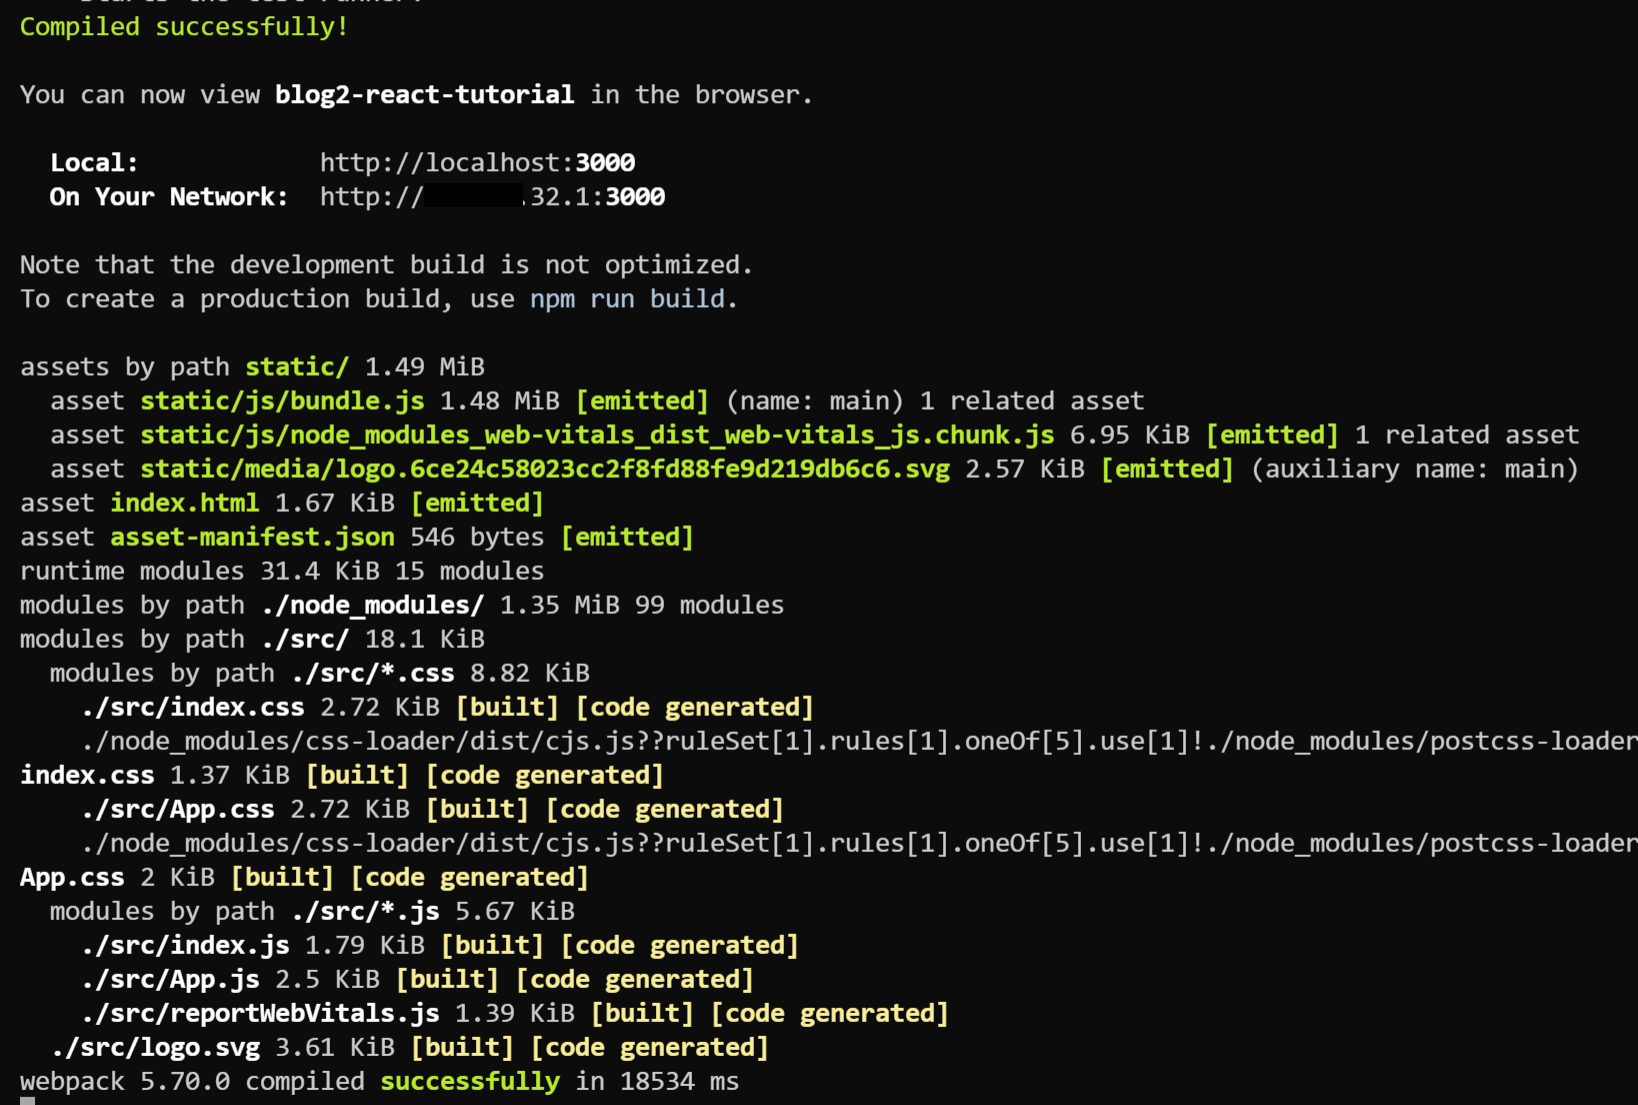 Compiled successfully!
You can now view blog2-react-tutorial in the browser.
Local: http://localhost:3000
On Your Network: http:// .32.1:3000
Note that the development build is not optimized.
To create a production build, use npm run build.
assets by path static/ 1.49 MiB
asset static/js/bundle.js 1.48 MiB [emitted] (name: main) 1 related asset
asset static/js/node_modules_web-vitals_dist_web-vitals_js.chunk.js 6.95 KiB [emitted] 1 related asset
asset static/media/logo.6ce24c58023cc2f8fd88fe9d219db6c6.svg 2.57 KiB [emitted] (auxiliary name: main)
asset index.html 1.67 KiB [emitted]
asset asset-manifest.json 546 bytes [emitted]
runtime modules 31.4 KiB 15 modules
modules by path ./node_modules/ 1.35 MiB 99 modules
modules by path ./src/ 18.1 KiB
modules by path ./src/*.css 8.82 KiB
./src/index.css 2.72 KiB [built] [code generated]
./node_modules/css-loader/dist/cjs.js??ruleSet[1].rules[1].oneOf[5].use[1]!./node_modules/postcss-loader
index.css 1.37 KiB [built] [code generated]
./src/App.css 2.72 KiB [built] [code generated]
./node_modules/css-loader/dist/cjs.js??ruleSet[1].rules[1].oneOf[5].use[1]!./node_modules/postcss-loader
App.css 2 KiB [built] [code generated]
modules by path ./src/*.js 5.67 KiB
./src/index.js 1.79 KiB [built] [code generated]
./src/App.js 2.5 KiB [built] [code generated]
./src/reportWebVitals.js 1.39 KiB [built] [code generated]
./src/logo.svg 3.61 KiB [built] [code generated]
webpack 5.70.0 compiled successfully in 18534 ms